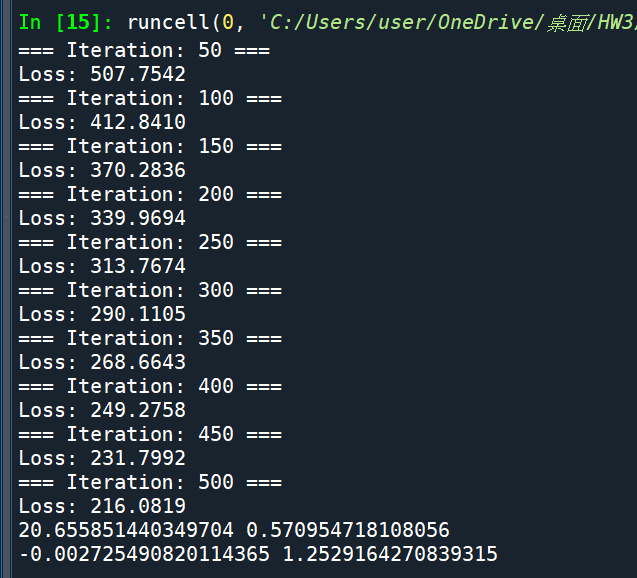 In [15]: runcell(0, 'C:/Users/user/OneDrive/桌面/HW3/
=== Iteration: 50 ===
Loss: 507.7542
=== Iteration: 100 ===
Loss: 412.8410
=== Iteration: 150 ===
Loss: 370.2836
=== Iteration: 200 ===
Loss: 339.9694
=== Iteration: 250 ===
Loss: 313.7674
=== Iteration: 300 ===
Loss: 290.1105
=== Iteration: 350 ===
Loss: 268.6643
=== Iteration: 400 ===
Loss: 249.2758
=== Iteration: 450 ===
Loss: 231.7992
=== Iteration: 500 ===
Loss: 216.0819
20.655851440349704 0.570954718108056
-0.002725490820114365 1.2529164270839315